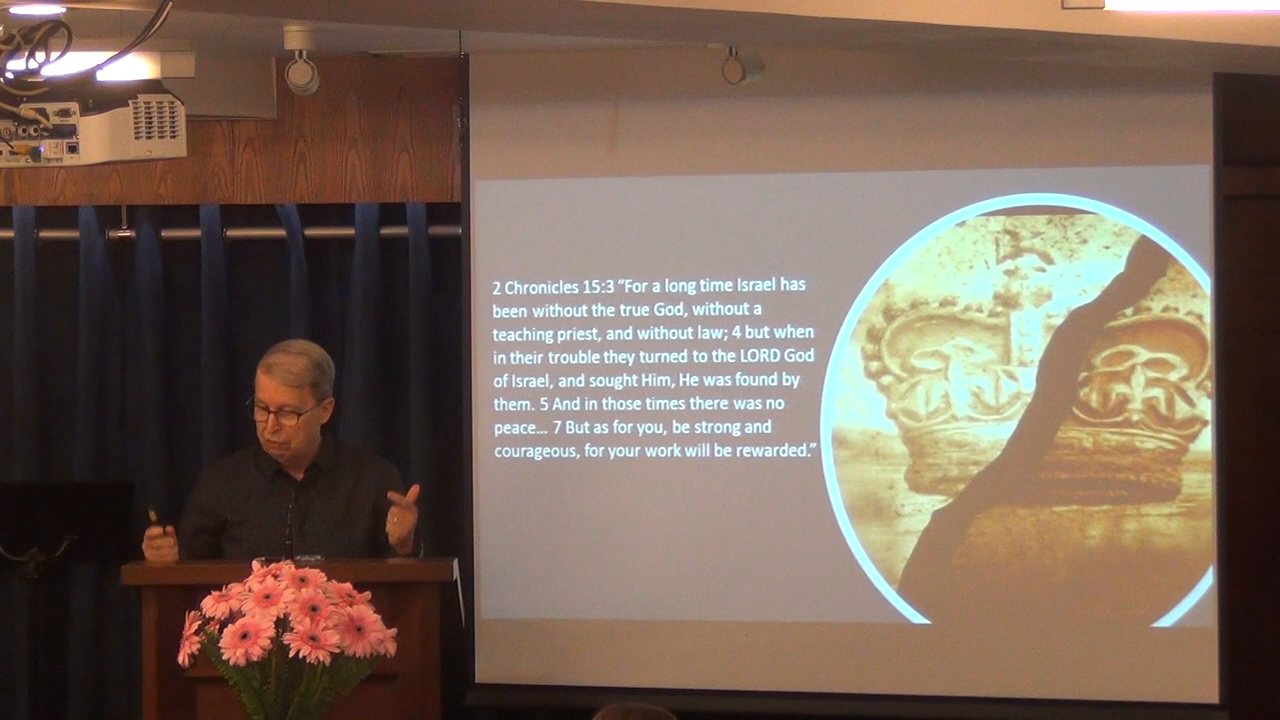 2 Chronicles 15:3 “For a long time Israel has
been without the true God, without a
teaching priest, and without law; 4 but when
in their trouble they turned to the LORD God
of Israel, and sought Him, He was found by
them. 5 And in those times there was no
peace... 7 But as for you, be strong and
courageous, for your work will be rewarded.”